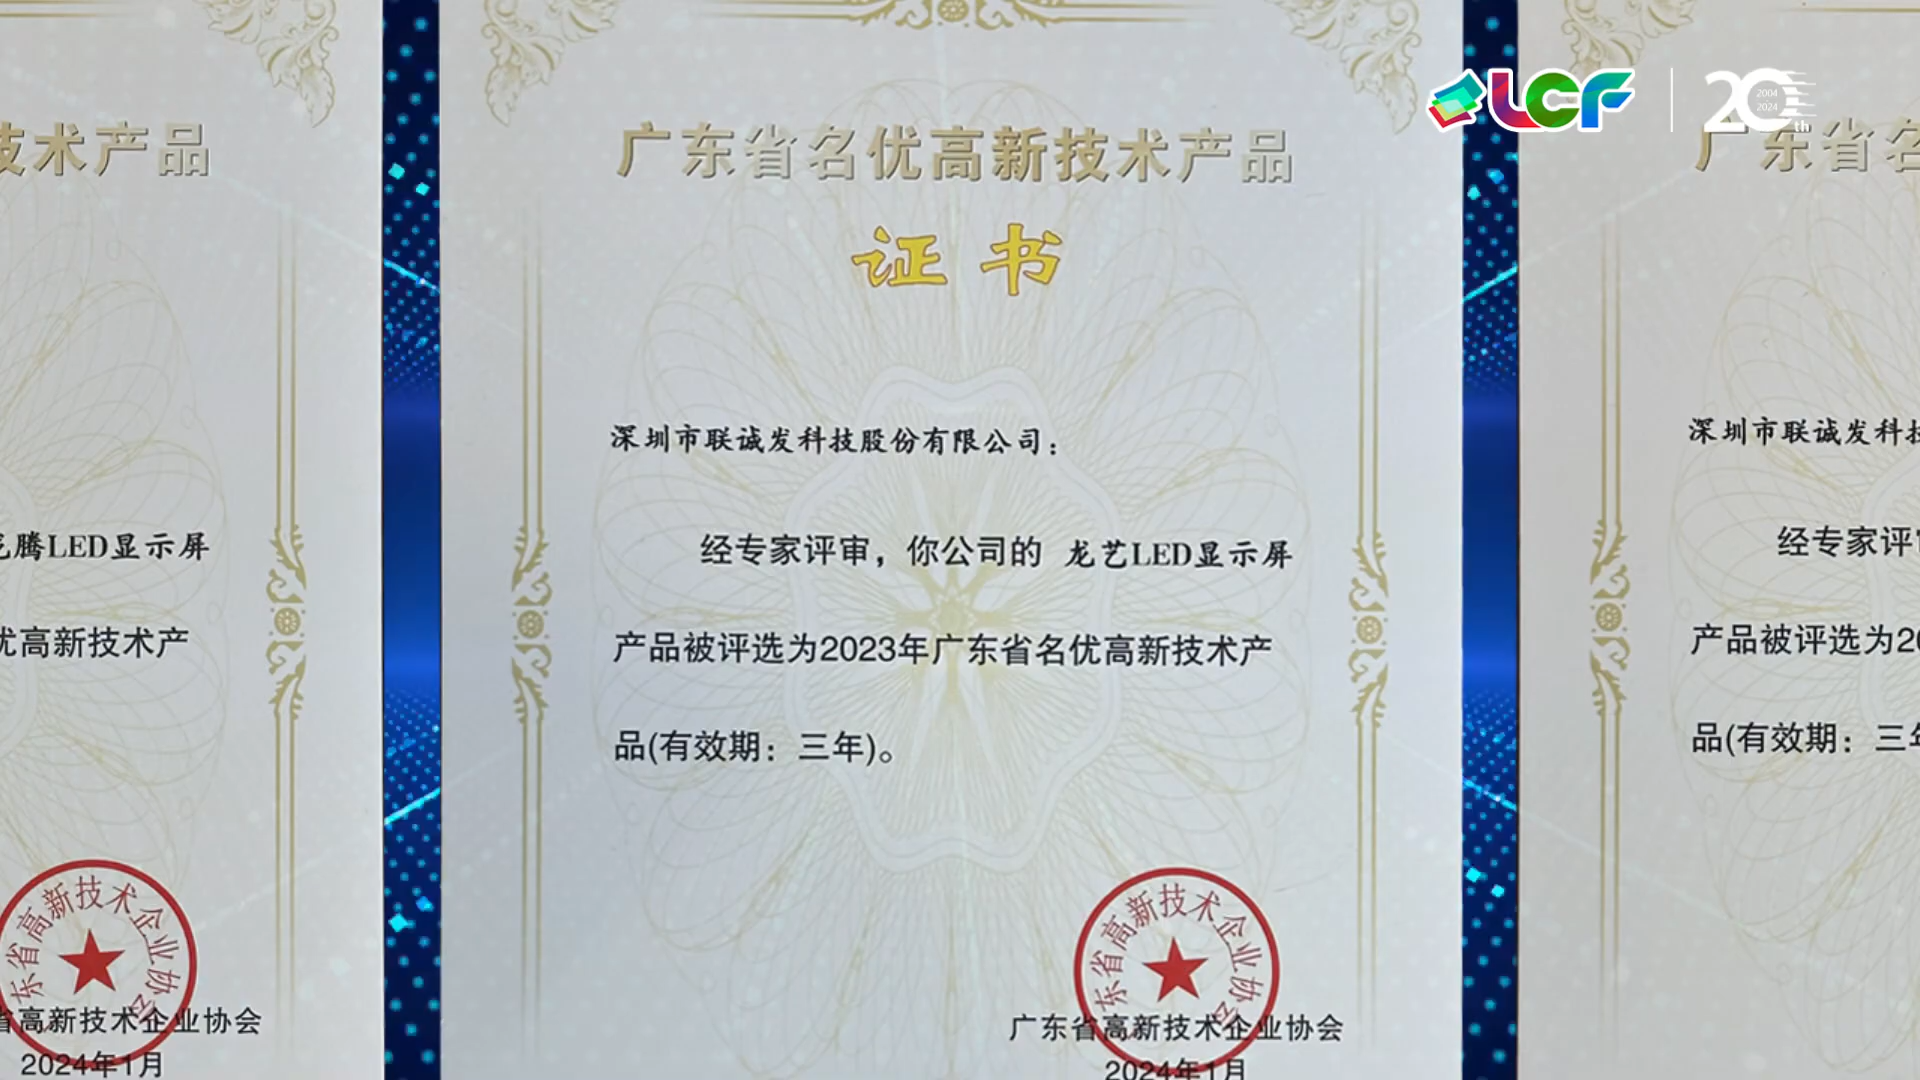 LCF
20th
2004
2024
技术产品
腾LED显示屏
优高新技术产
东省高新技术企业协会
省高新技术企业协会
2024年1月
广东省名优高新技术产品
证书
深圳市联诚发科技股份有限公司：
经专家评审，你公司的 龙艺LED显示屏
产品被评选为2023年广东省名优高新技术产
品(有效期：三年)。
广东省高新技术企业协会
东省高新技术企业协会
2024年1月
广东省名
深圳市联诚发科技
经专家评审
产品被评选为20
品(有效期：三年